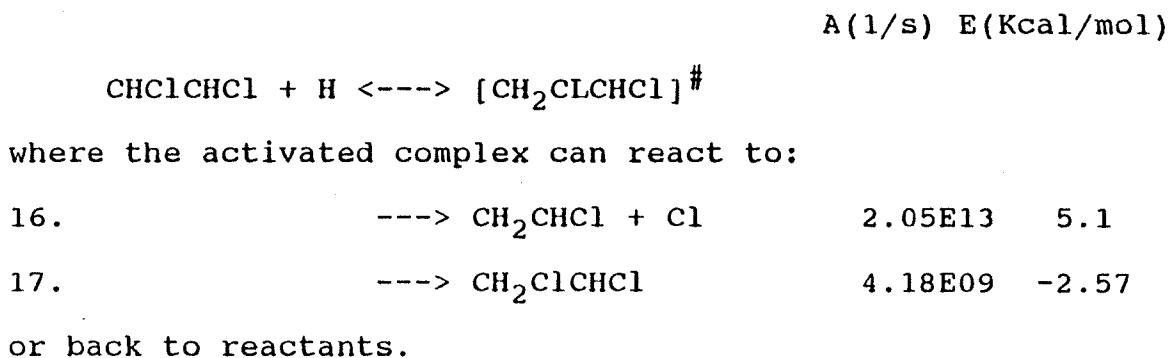 A(1/s) E(Kcal/mol)
CHClCHCl + H <---> [CH₂CLCHCl]#
where the activated complex can react to:
16. ---> CH₂CHCl + Cl 2.05E13 5.1
17. ---> CH₂ClCHCl 4.18E09 -2.57
or back to reactants.